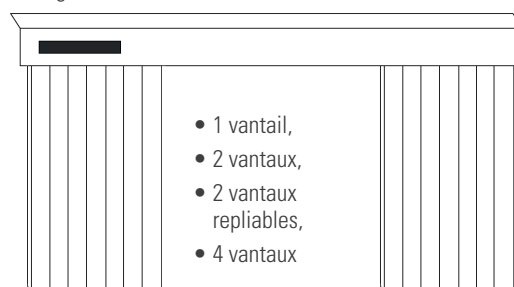 • 1 vantail,
• 2 vantaux,
• 2 vantaux
repliables,
• 4 vantaux